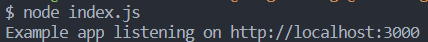 $ node index.js
Example app listening on http://localhost:3000